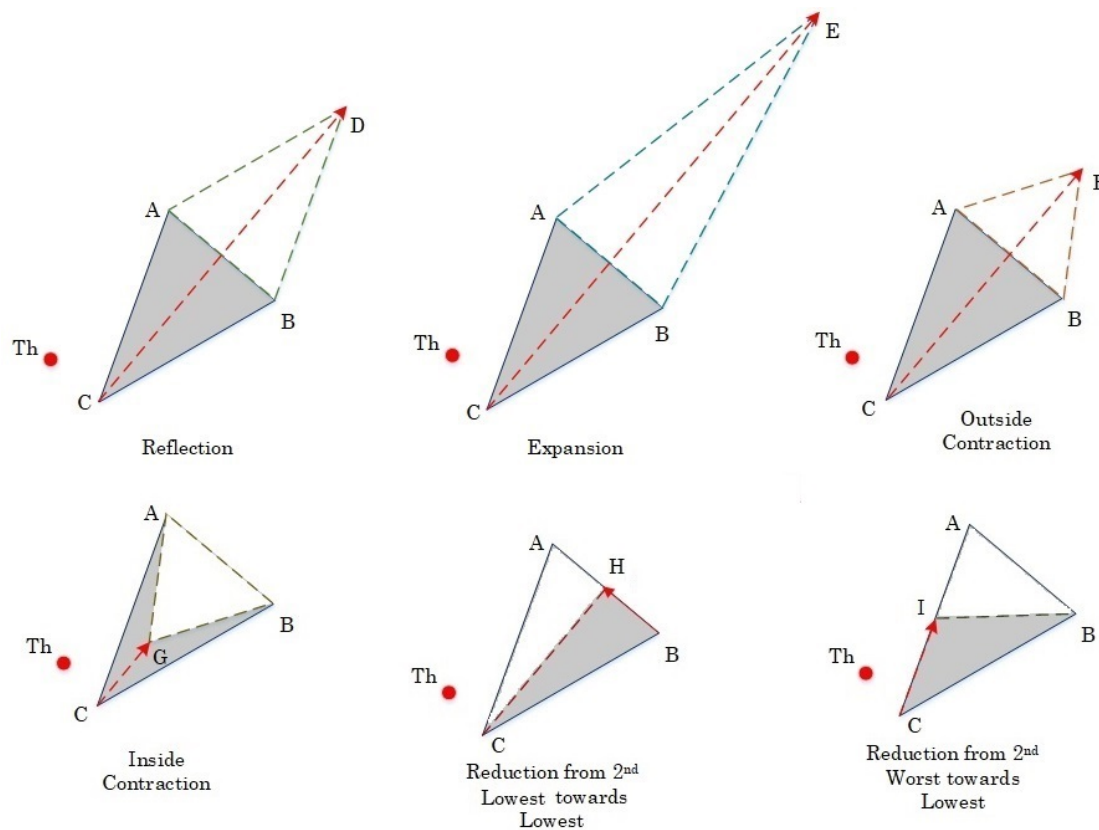 E
D
A
B
Th
C
Reflection
A
B
Th
C
Expansion
A
B
Th
C
Outside
Contraction
A
B
Th
G
C
Inside
Contraction
A
H
B
Th
C
Reduction from 2nd
Lowest towards
Lowest
A
I
B
Th
C
Reduction from 2nd
Worst towards
Lowest